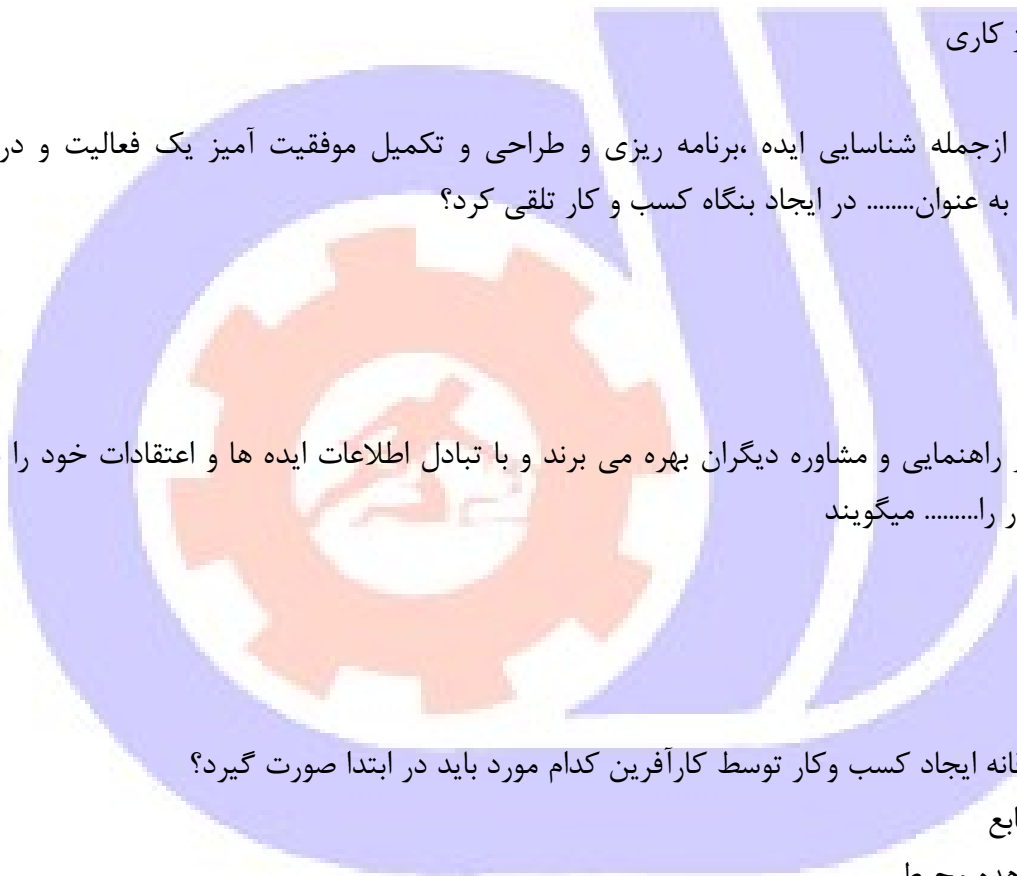 کاری
ازجمله شناسایی ایده ،برنامه ریزی و طراحی و تکمیل موفقیت آمیز یک فعالیت و در
به عنوان........ در ایجاد بنگاه کسب و کار تلقی کرد؟
راهنمایی و مشاوره دیگران بهره می برند و با تبادل اطلاعات ایده ها و اعتقادات خود را
را......... میگویند
ایجاد کسب وکار توسط کارآفرین کدام مورد باید در ابتدا صورت گیرد؟